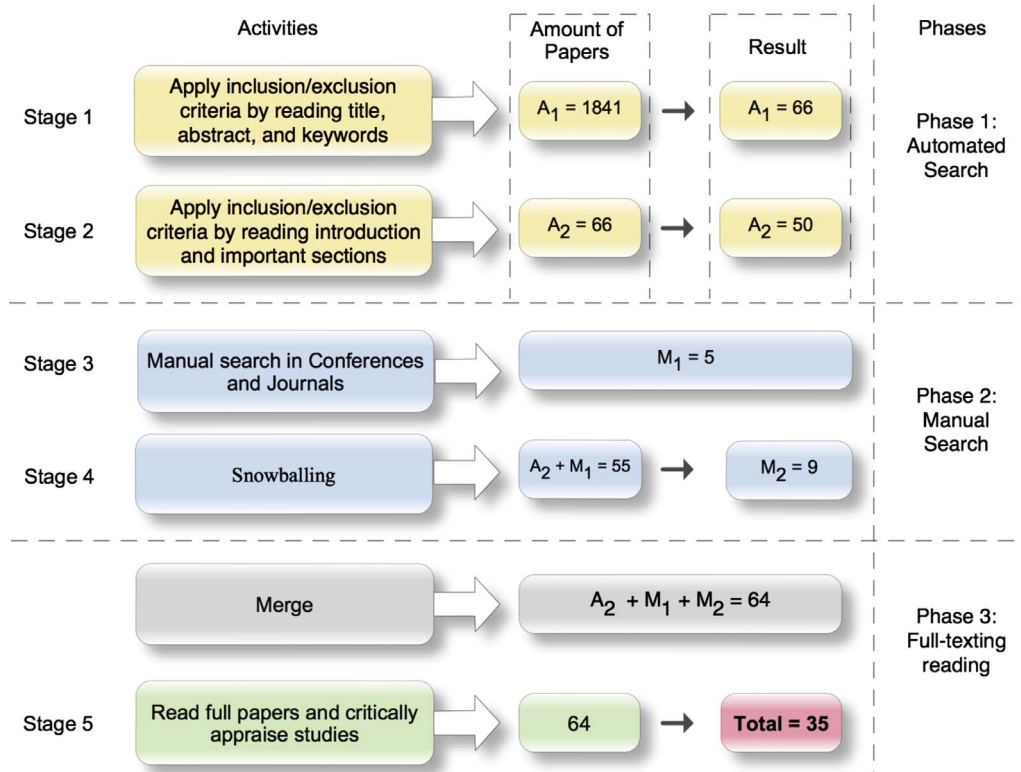 Activities
Amount of
Papers
Result
Phases
Stage 1
Apply inclusion/exclusion
criteria by reading title,
abstract, and keywords
A₁ = 1841
A₁ = 66
Phase 1:
Automated
Search
Stage 2
Apply inclusion/exclusion
criteria by reading introduction
and important sections
A₂ = 66
A₂ = 50
Stage 3
Manual search in Conferences
and Journals
M₁ = 5
Phase 2:
Manual
Search
Stage 4
Snowballing
A₂ + M₁ = 55
M₂ = 9
Merge
A₂ + M₁ + M₂ = 64
Phase 3:
Full-texting
reading
Stage 5
Read full papers and critically
appraise studies
64
Total = 35